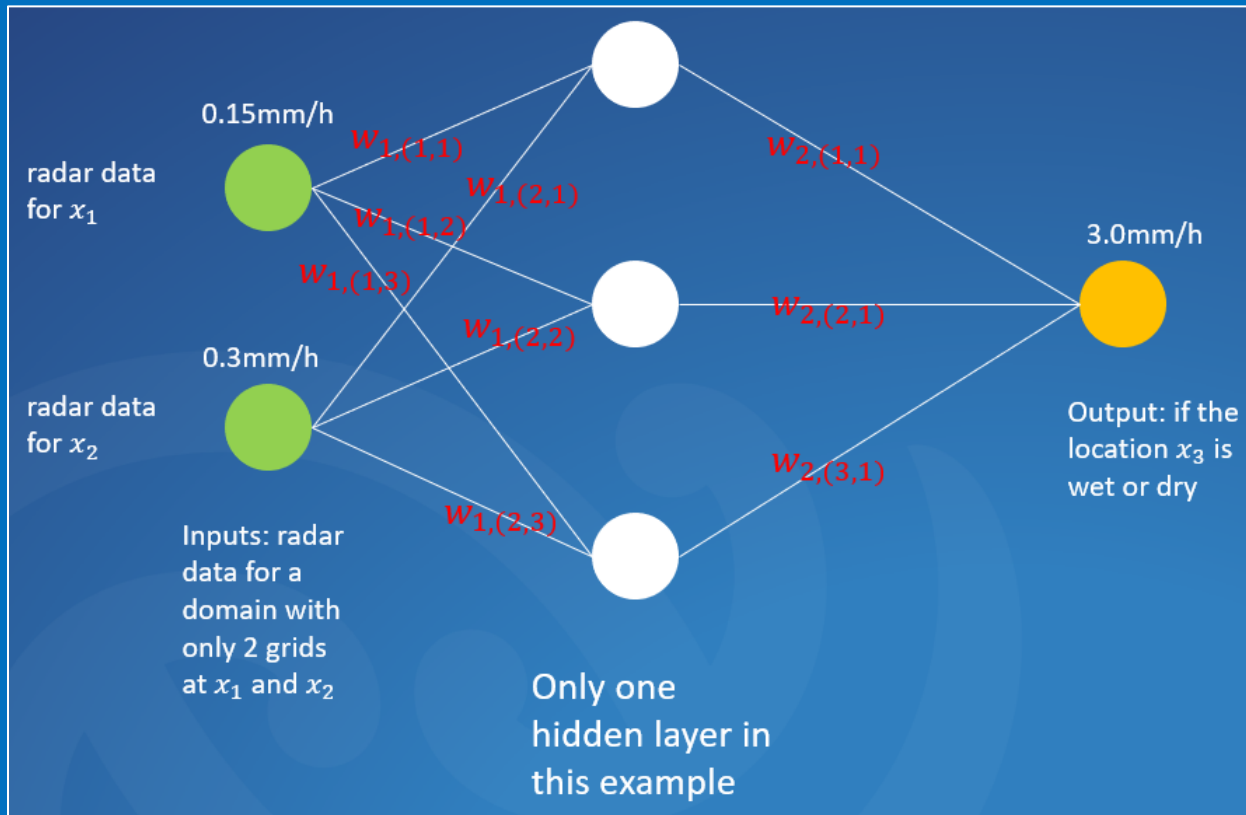 0.15mm/h
radar data
for x₁
w₁,₍₁,₁₎
w₁,₍₂,₁₎
w₁,₍₁,₂₎
w₁,₍₁,₃₎
w₁,₍₂,₂₎
0.3mm/h
radar data
for x₂
w₁,₍₂,₃₎
Inputs: radar
data for a
domain with
only 2 grids
at x₁ and x₂
Only one
hidden layer in
this example
w₂,₍₁,₁₎
w₂,₍₂,₁₎
w₂,₍₃,₁₎
3.0mm/h
Output: if the
location x₃ is
wet or dry